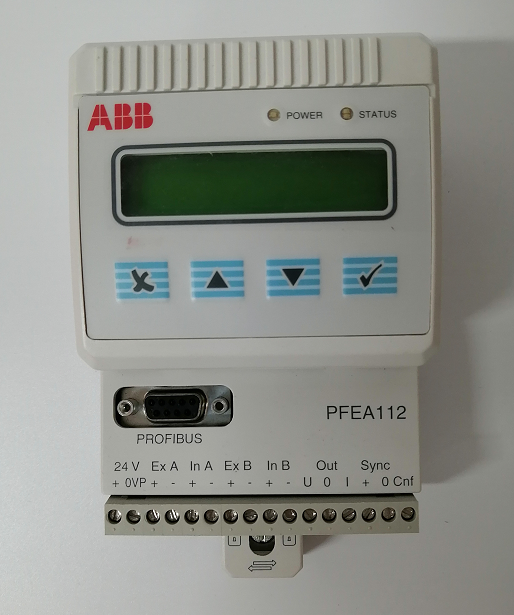 ABB
POWER STATUS
PFEA112
PROFIBUS
24 V Ex A In A Ex B In B Out Sync
+ 0VP + - + - + - + - U 0 I + 0 Cnf